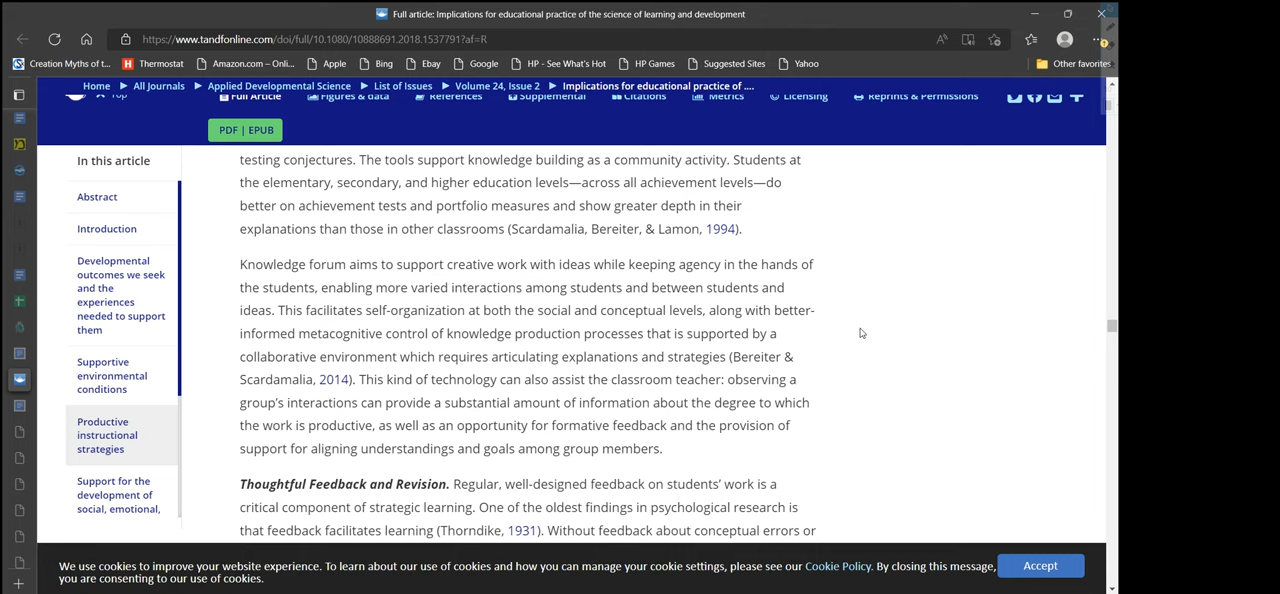 Full article: Implications for educational practice of the science of learning and development
https://www.tandfonline.com/doi/full/10.1080/10888691.2018.1537791?af=R
Creation Myths of t... Thermostat Amazon.com – Onli... Apple Bing Ebay Google HP - See What's Hot HP Games Suggested Sites Yahoo Other favorites
Home All Journals Applied Developmental Science List of Issues Volume 24, Issue 2 Implications for educational practice of ....
Top Full Article Figures & data References Supplemental Citations Metrics Licensing Reprints & Permissions
PDF | EPUB
In this article
Abstract
Introduction
Developmental
outcomes we seek
and the
experiences
needed to support
them
Supportive
environmental
conditions
Productive
instructional
strategies
Support for the
development of
social, emotional,
testing conjectures. The tools support knowledge building as a community activity. Students at
the elementary, secondary, and higher education levels—across all achievement levels—do
better on achievement tests and portfolio measures and show greater depth in their
explanations than those in other classrooms (Scardamalia, Bereiter, & Lamon, 1994).
Knowledge forum aims to support creative work with ideas while keeping agency in the hands of
the students, enabling more varied interactions among students and between students and
ideas. This facilitates self-organization at both the social and conceptual levels, along with better-
informed metacognitive control of knowledge production processes that is supported by a
collaborative environment which requires articulating explanations and strategies (Bereiter &
Scardamalia, 2014). This kind of technology can also assist the classroom teacher: observing a
group's interactions can provide a substantial amount of information about the degree to which
the work is productive, as well as an opportunity for formative feedback and the provision of
support for aligning understandings and goals among group members.
Thoughtful Feedback and Revision. Regular, well-designed feedback on students' work is a
critical component of strategic learning. One of the oldest findings in psychological research is
that feedback facilitates learning (Thorndike, 1931). Without feedback about conceptual errors or
We use cookies to improve your website experience. To learn about our use of cookies and how you can manage your cookie settings, please see our Cookie Policy. By closing this message,
you are consenting to our use of cookies.
Accept